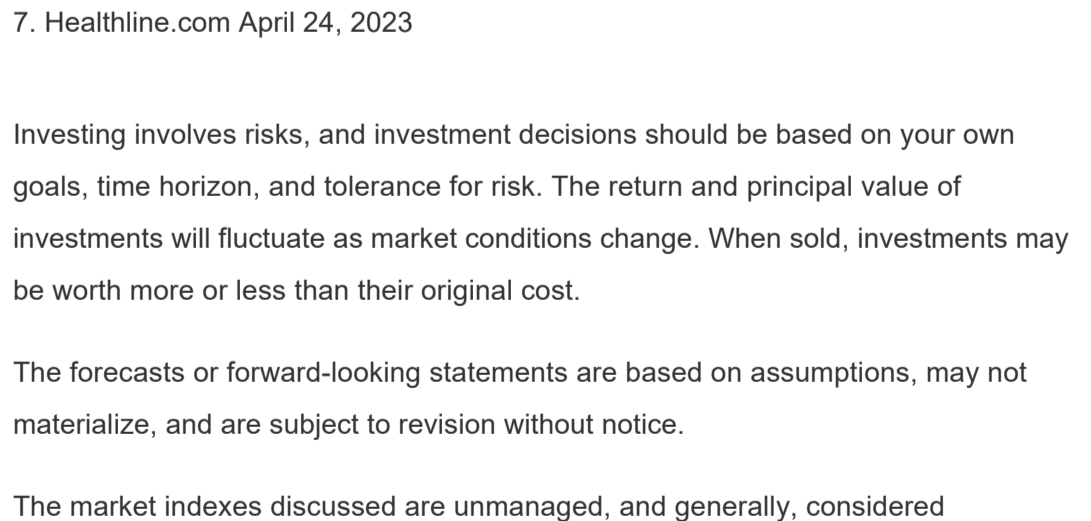 7. Healthline.com April 24, 2023
Investing involves risks, and investment decisions should be based on your own
goals, time horizon, and tolerance for risk. The return and principal value of
investments will fluctuate as market conditions change. When sold, investments may
be worth more or less than their original cost.
The forecasts or forward-looking statements are based on assumptions, may not
materialize, and are subject to revision without notice.
The market indexes discussed are unmanaged, and generally, considered